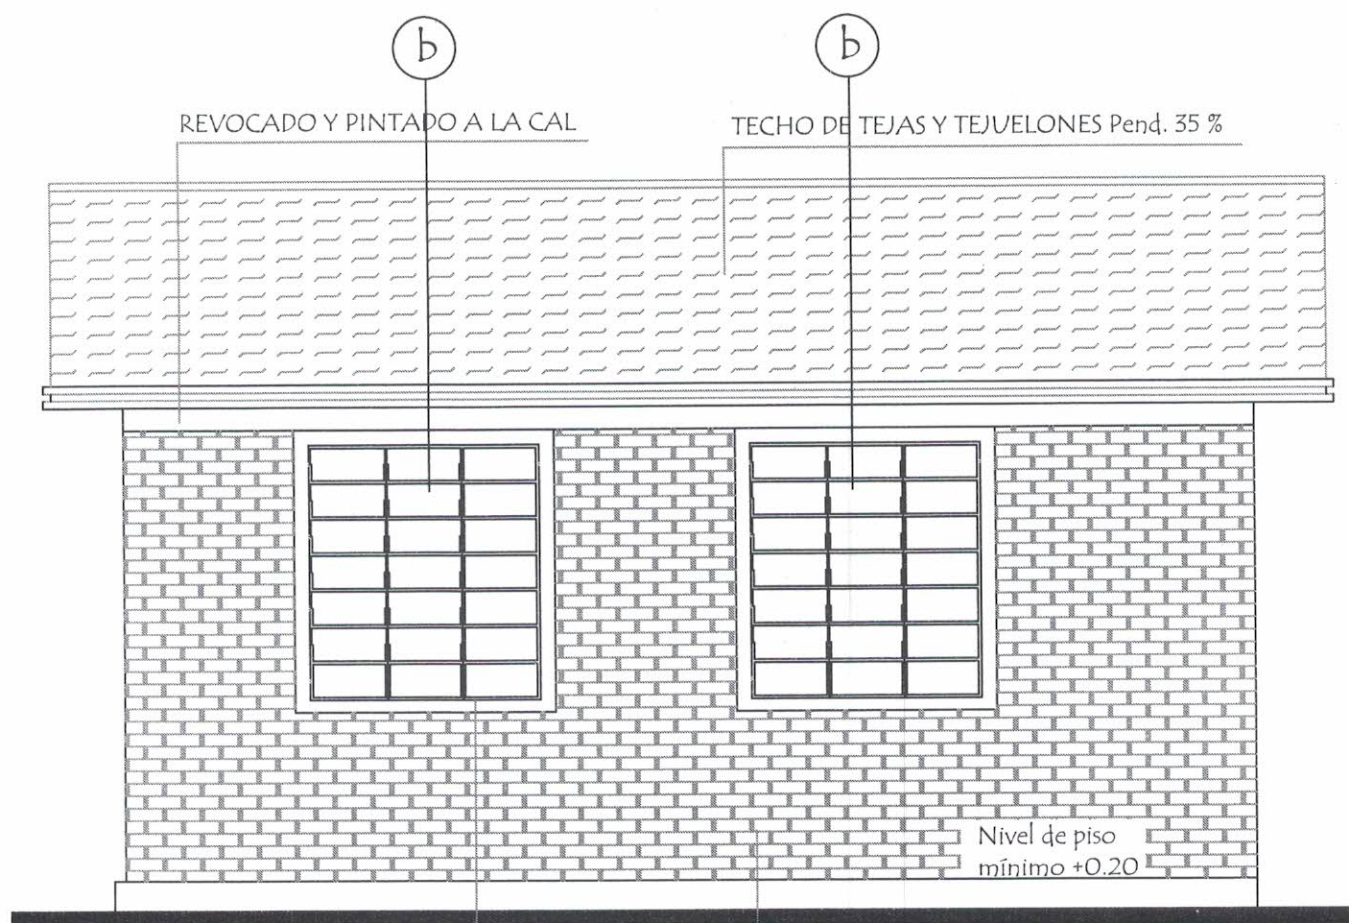 b
b
REVOCADO Y PINTADO A LA CAL
TECHO DE TEJAS Y TEJUELONES Pend. 35 %
Nivel de piso
mínimo +0.20